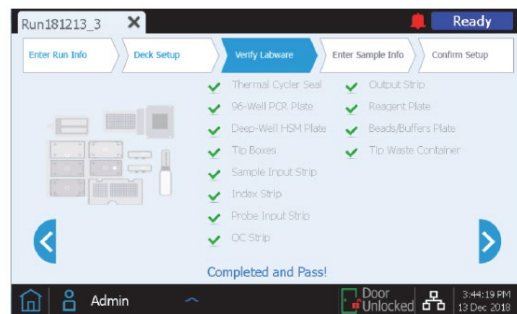 Run181213_3
Ready
Enter Run Info
Deck Setup
Verify Labware
Enter Sample Info
Confirm Setup
Thermal Cycler Seal
Output Strip
96-Well PCR Plate
Reagent Plate
Deep-Well HSM Plate
Beads/Buffers Plate
Tip Boxes
Tip Waste Container
Sample Input Strip
Index Strip
Probe Input Strip
QC Strip
Completed and Pass!
Admin
Door
Unlocked
3:44:19 PM
13 Dec 2018